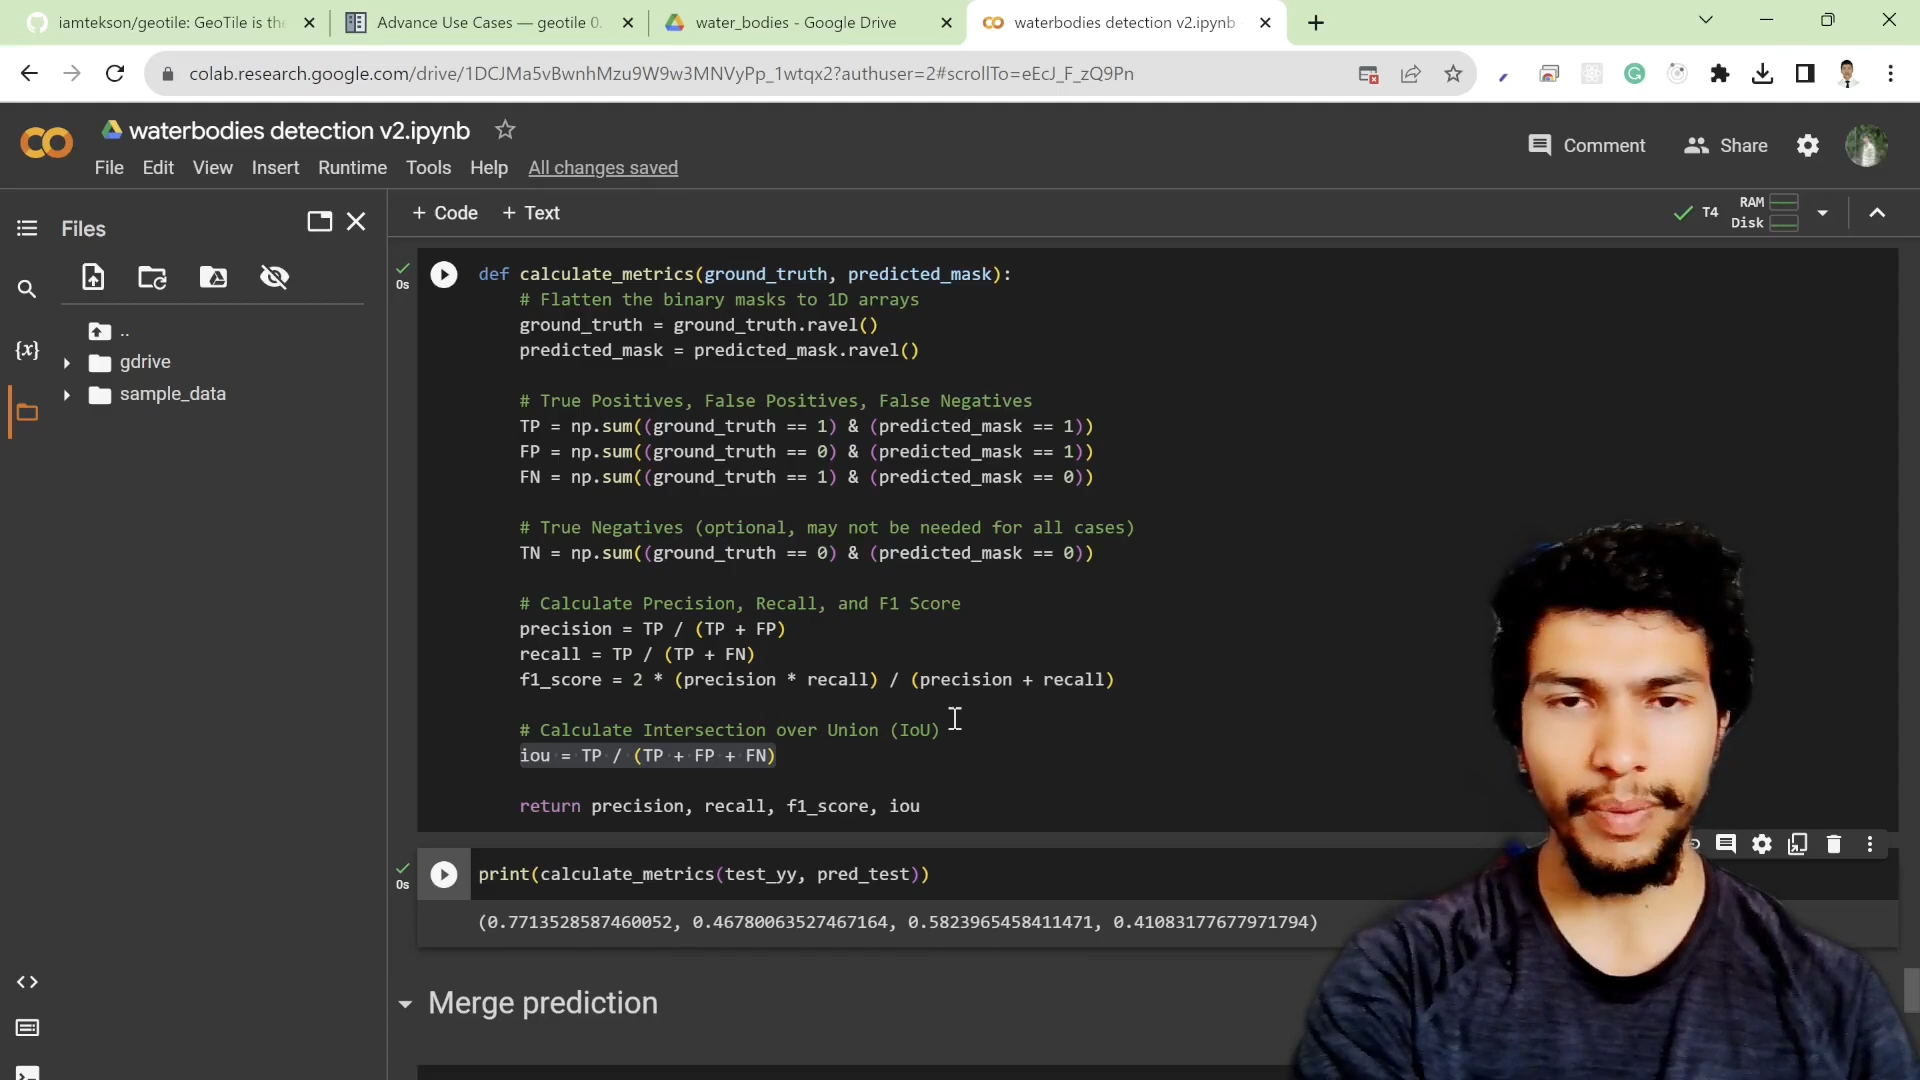 iamtekson/geotile: GeoTile is the
Advance Use Cases — geotile 0.
water_bodies - Google Drive
waterbodies detection v2.ipynb
colab.research.google.com/drive/1DCJMa5vBwnhMzu9W9w3MNVyPp_1wtqx2?authuser=2#scrollTo=eEcJ_F_zQ9Pn
waterbodies detection v2.ipynb
File Edit View Insert Runtime Tools Help All changes saved
Comment Share
Files
+ Code + Text
T4 RAM
Disk
{x}
..
gdrive
sample_data
0s
def calculate_metrics(ground_truth, predicted_mask):
# Flatten the binary masks to 1D arrays
ground_truth = ground_truth.ravel()
predicted_mask = predicted_mask.ravel()
# True Positives, False Positives, False Negatives
TP = np.sum((ground_truth == 1) & (predicted_mask == 1))
FP = np.sum((ground_truth == 0) & (predicted_mask == 1))
FN = np.sum((ground_truth == 1) & (predicted_mask == 0))
# True Negatives (optional, may not be needed for all cases)
TN = np.sum((ground_truth == 0) & (predicted_mask == 0))
# Calculate Precision, Recall, and F1 Score
precision = TP / (TP + FP)
recall = TP / (TP + FN)
f1_score = 2 * (precision * recall) / (precision + recall)
# Calculate Intersection over Union (IoU)
iou = TP / (TP + FP + FN)
return precision, recall, f1_score, iou
0s
print(calculate_metrics(test_yy, pred_test))
(0.7713528587460052, 0.46780063527467164, 0.5823965458411471, 0.41083177677971794)
Merge prediction